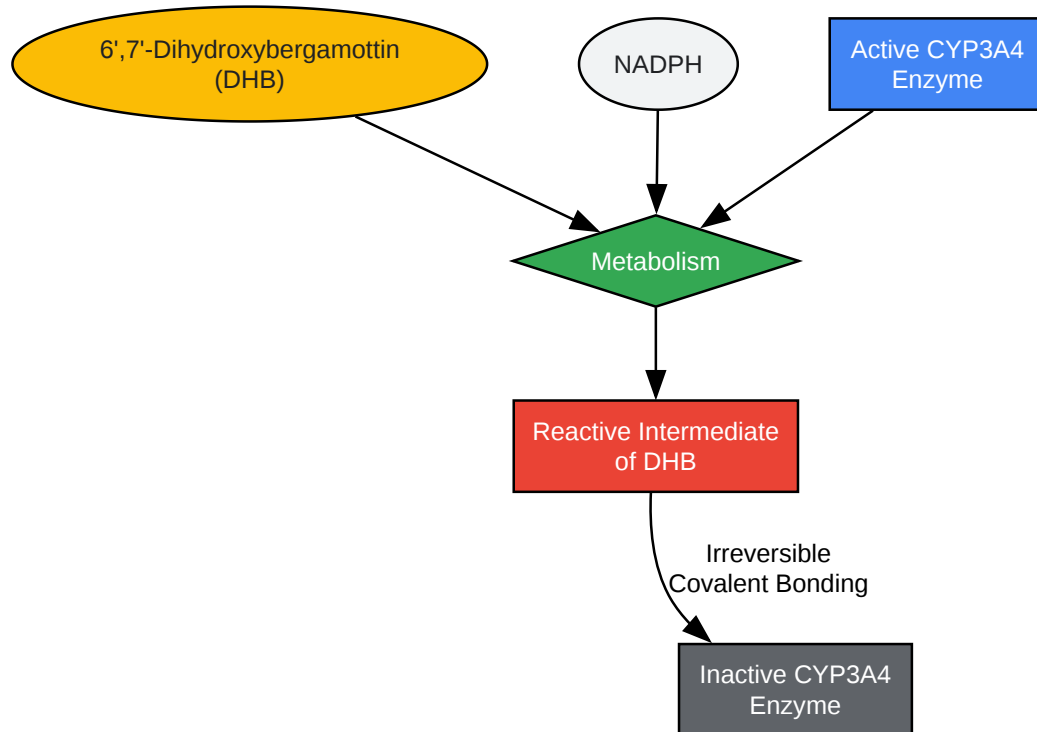 6',7'-Dihydroxybergamottin
(DHB)
NADPH
Active CYP3A4
Enzyme
Metabolism
Reactive Intermediate
of DHB
Irreversible
Covalent Bonding
Inactive CYP3A4
Enzyme